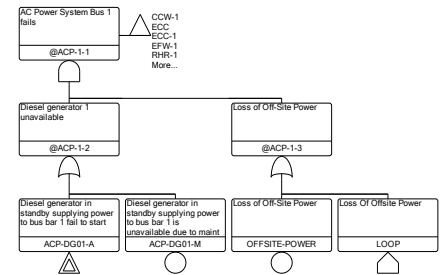 AC Power System Bus 1
fails
@ACP-1-1
CCW-1
ECC
ECC-1
EFW-1
RHR-1
More...
Diesel generator 1
unavailable
@ACP-1-2
Loss of Off-Site Power
@ACP-1-3
Diesel generator in
standby supplying power
to bus bar 1 fail to start
ACP-DG01-A
Diesel generator in
standby supplying power
to bus bar 1 is
unavailable due to maint
ACP-DG01-M
Loss of Off-Site Power
OFFSITE-POWER
Loss Of Offsite Power
LOOP